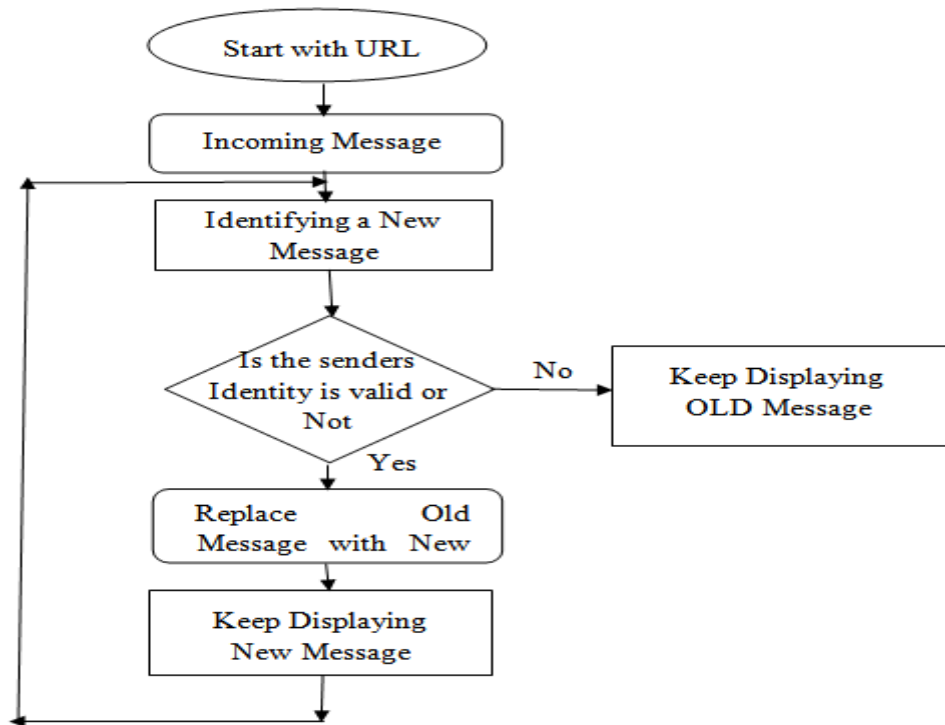 Start with URL
Incoming Message
Identifying a New
Message
Is the senders
Identity is valid or
Not
No
Keep Displaying
OLD Message
Yes
Replace Old
Message with New
Keep Displaying
New Message